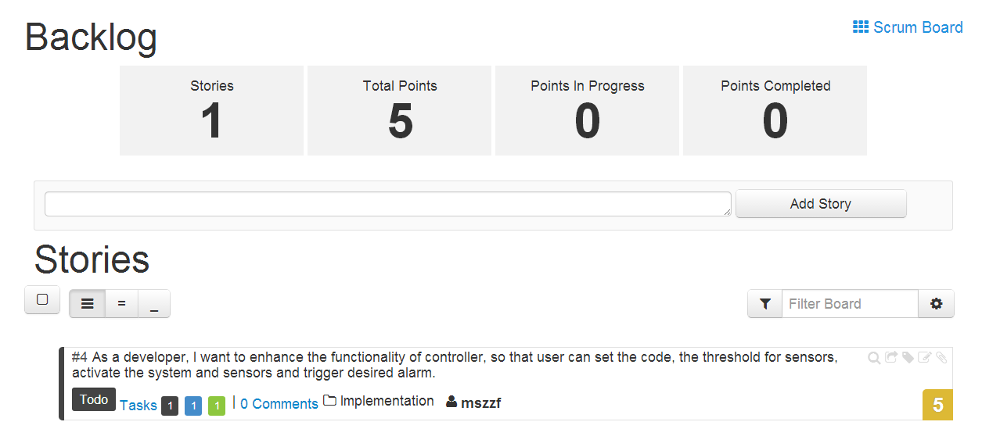 Backlog
Scrum Board
Stories
Total Points
Points In Progress
Points Completed
1
5
0
0
Add Story
Stories
= _
Filter Board
#4 As a developer, I want to enhance the functionality of controller, so that user can set the code, the threshold for sensors,
activate the system and sensors and trigger desired alarm.
Todo Tasks 1 1 1 | 0 Comments Implementation mszzf
5